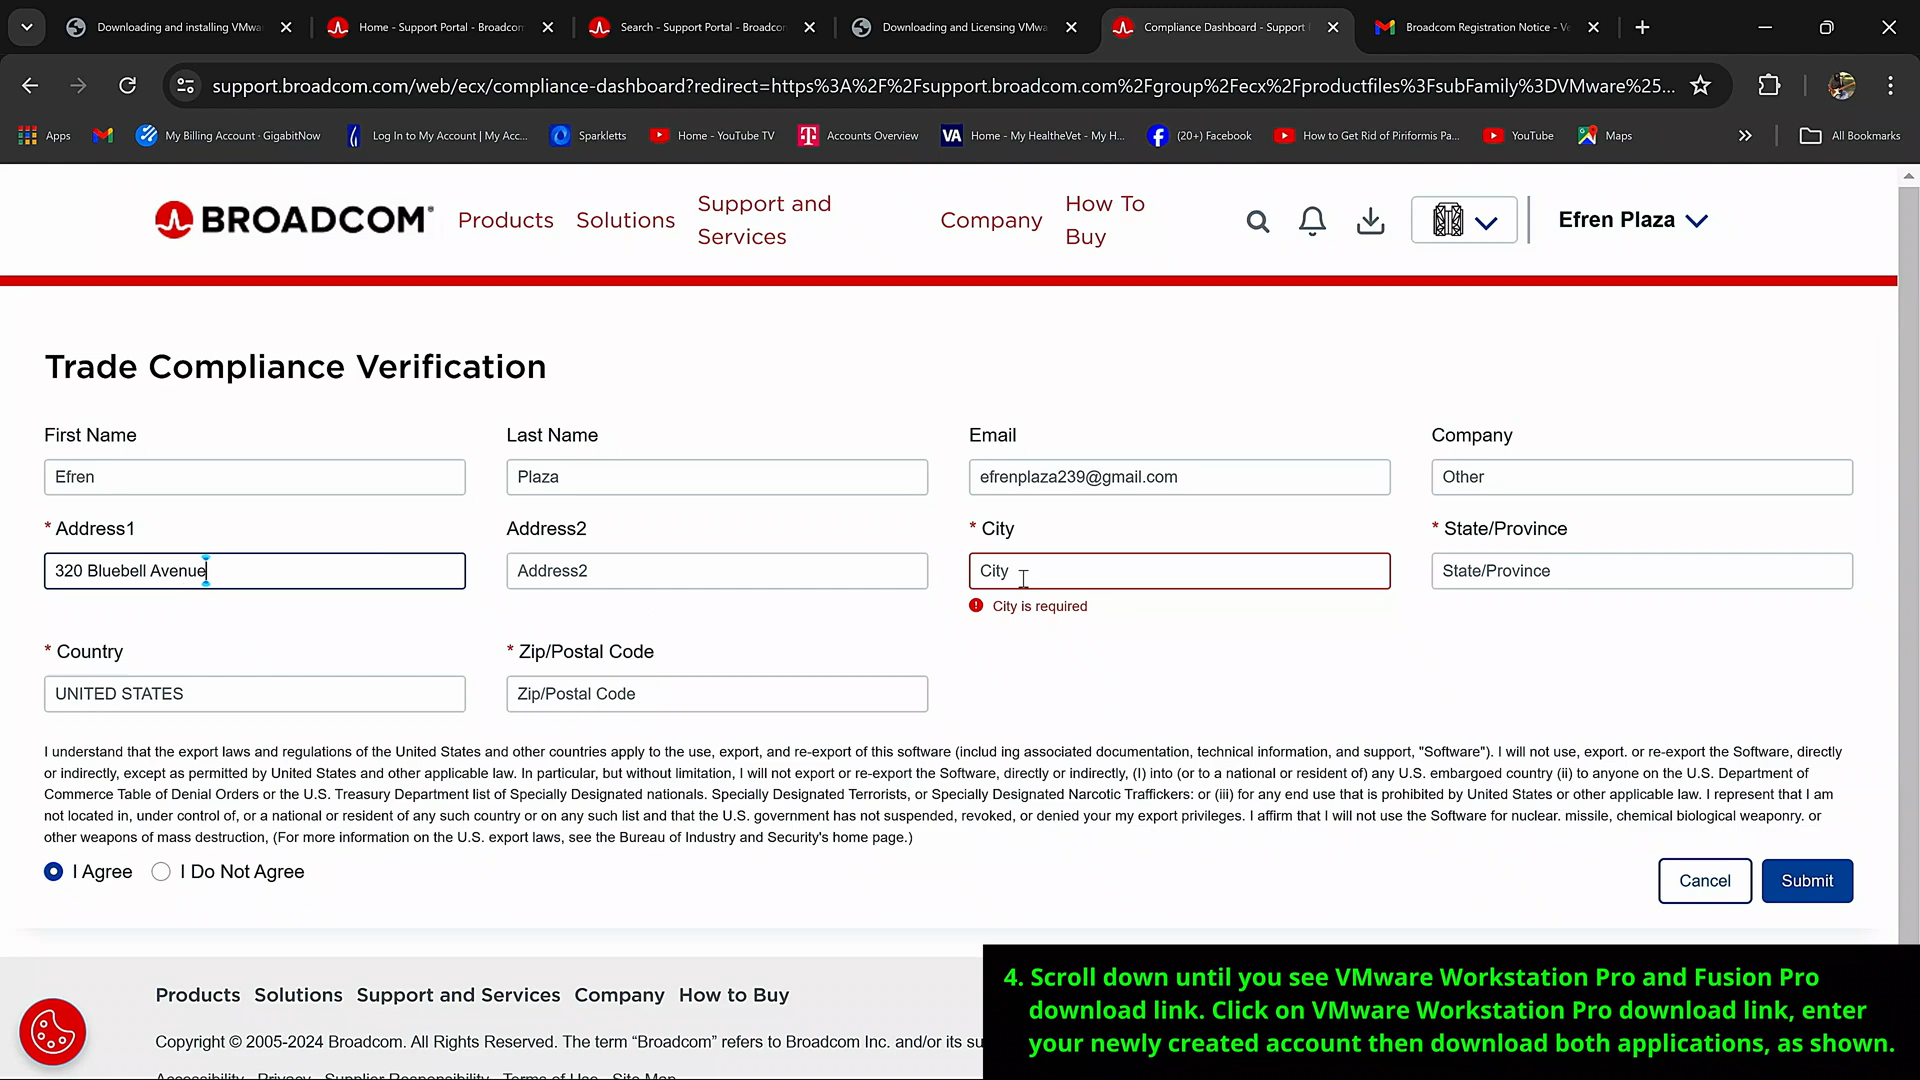 Downloading and installing VMwa
Home - Support Portal - Broadcom
Search - Support Portal - Broadco
Downloading and Licensing VMwa
Compliance Dashboard - Support
Broadcom Registration Notice - Ve
support.broadcom.com/web/ecx/compliance-dashboard?redirect=https%3A%2F%2Fsupport.broadcom.com%2Fgroup%2Fecx%2Fproductfiles%3FsubFamily%3DVMware%25...
Apps
My Billing Account · GigabitNow
Log In to My Account | My Acc...
Sparkletts
Home - YouTube TV
Accounts Overview
VA Home - My HealtheVet - My H...
(20+) Facebook
How to Get Rid of Piriformis Pa...
YouTube
Maps
All Bookmarks
BROADCOM®
Products
Solutions
Support and
Services
Company
How To
Buy
Efren Plaza
Trade Compliance Verification
First Name
Last Name
Email
Company
Efren
Plaza
efrenplaza239@gmail.com
Other
* Address1
Address2
* City
* State/Province
320 Bluebell Avenue
Address2
City
State/Province
City is required
* Country
* Zip/Postal Code
UNITED STATES
Zip/Postal Code
I understand that the export laws and regulations of the United States and other countries apply to the use, export, and re-export of this software (includ ing associated documentation, technical information, and support, "Software"). I will not use, export. or re-export the Software, directly
or indirectly, except as permitted by United States and other applicable law. In particular, but without limitation, I will not export or re-export the Software, directly or indirectly, (I) into (or to a national or resident of) any U.S. embargoed country (ii) to anyone on the U.S. Department of
Commerce Table of Denial Orders or the U.S. Treasury Department list of Specially Designated nationals. Specially Designated Terrorists, or Specially Designated Narcotic Traffickers: or (iii) for any end use that is prohibited by United States or other applicable law. I represent that I am
not located in, under control of, or a national or resident of any such country or on any such list and that the U.S. government has not suspended, revoked, or denied your my export privileges. I affirm that I will not use the Software for nuclear. missile, chemical biological weaponry. or
other weapons of mass destruction, (For more information on the U.S. export laws, see the Bureau of Industry and Security's home page.)
I Agree
I Do Not Agree
Cancel
Submit
Products Solutions Support and Services Company How to Buy
Copyright © 2005-2024 Broadcom. All Rights Reserved. The term “Broadcom” refers to Broadcom Inc. and/or its su
Accessibility Privacy Supplier Responsibility Terms of Use Site Map
4. Scroll down until you see VMware Workstation Pro and Fusion Pro
download link. Click on VMware Workstation Pro download link, enter
your newly created account then download both applications, as shown.